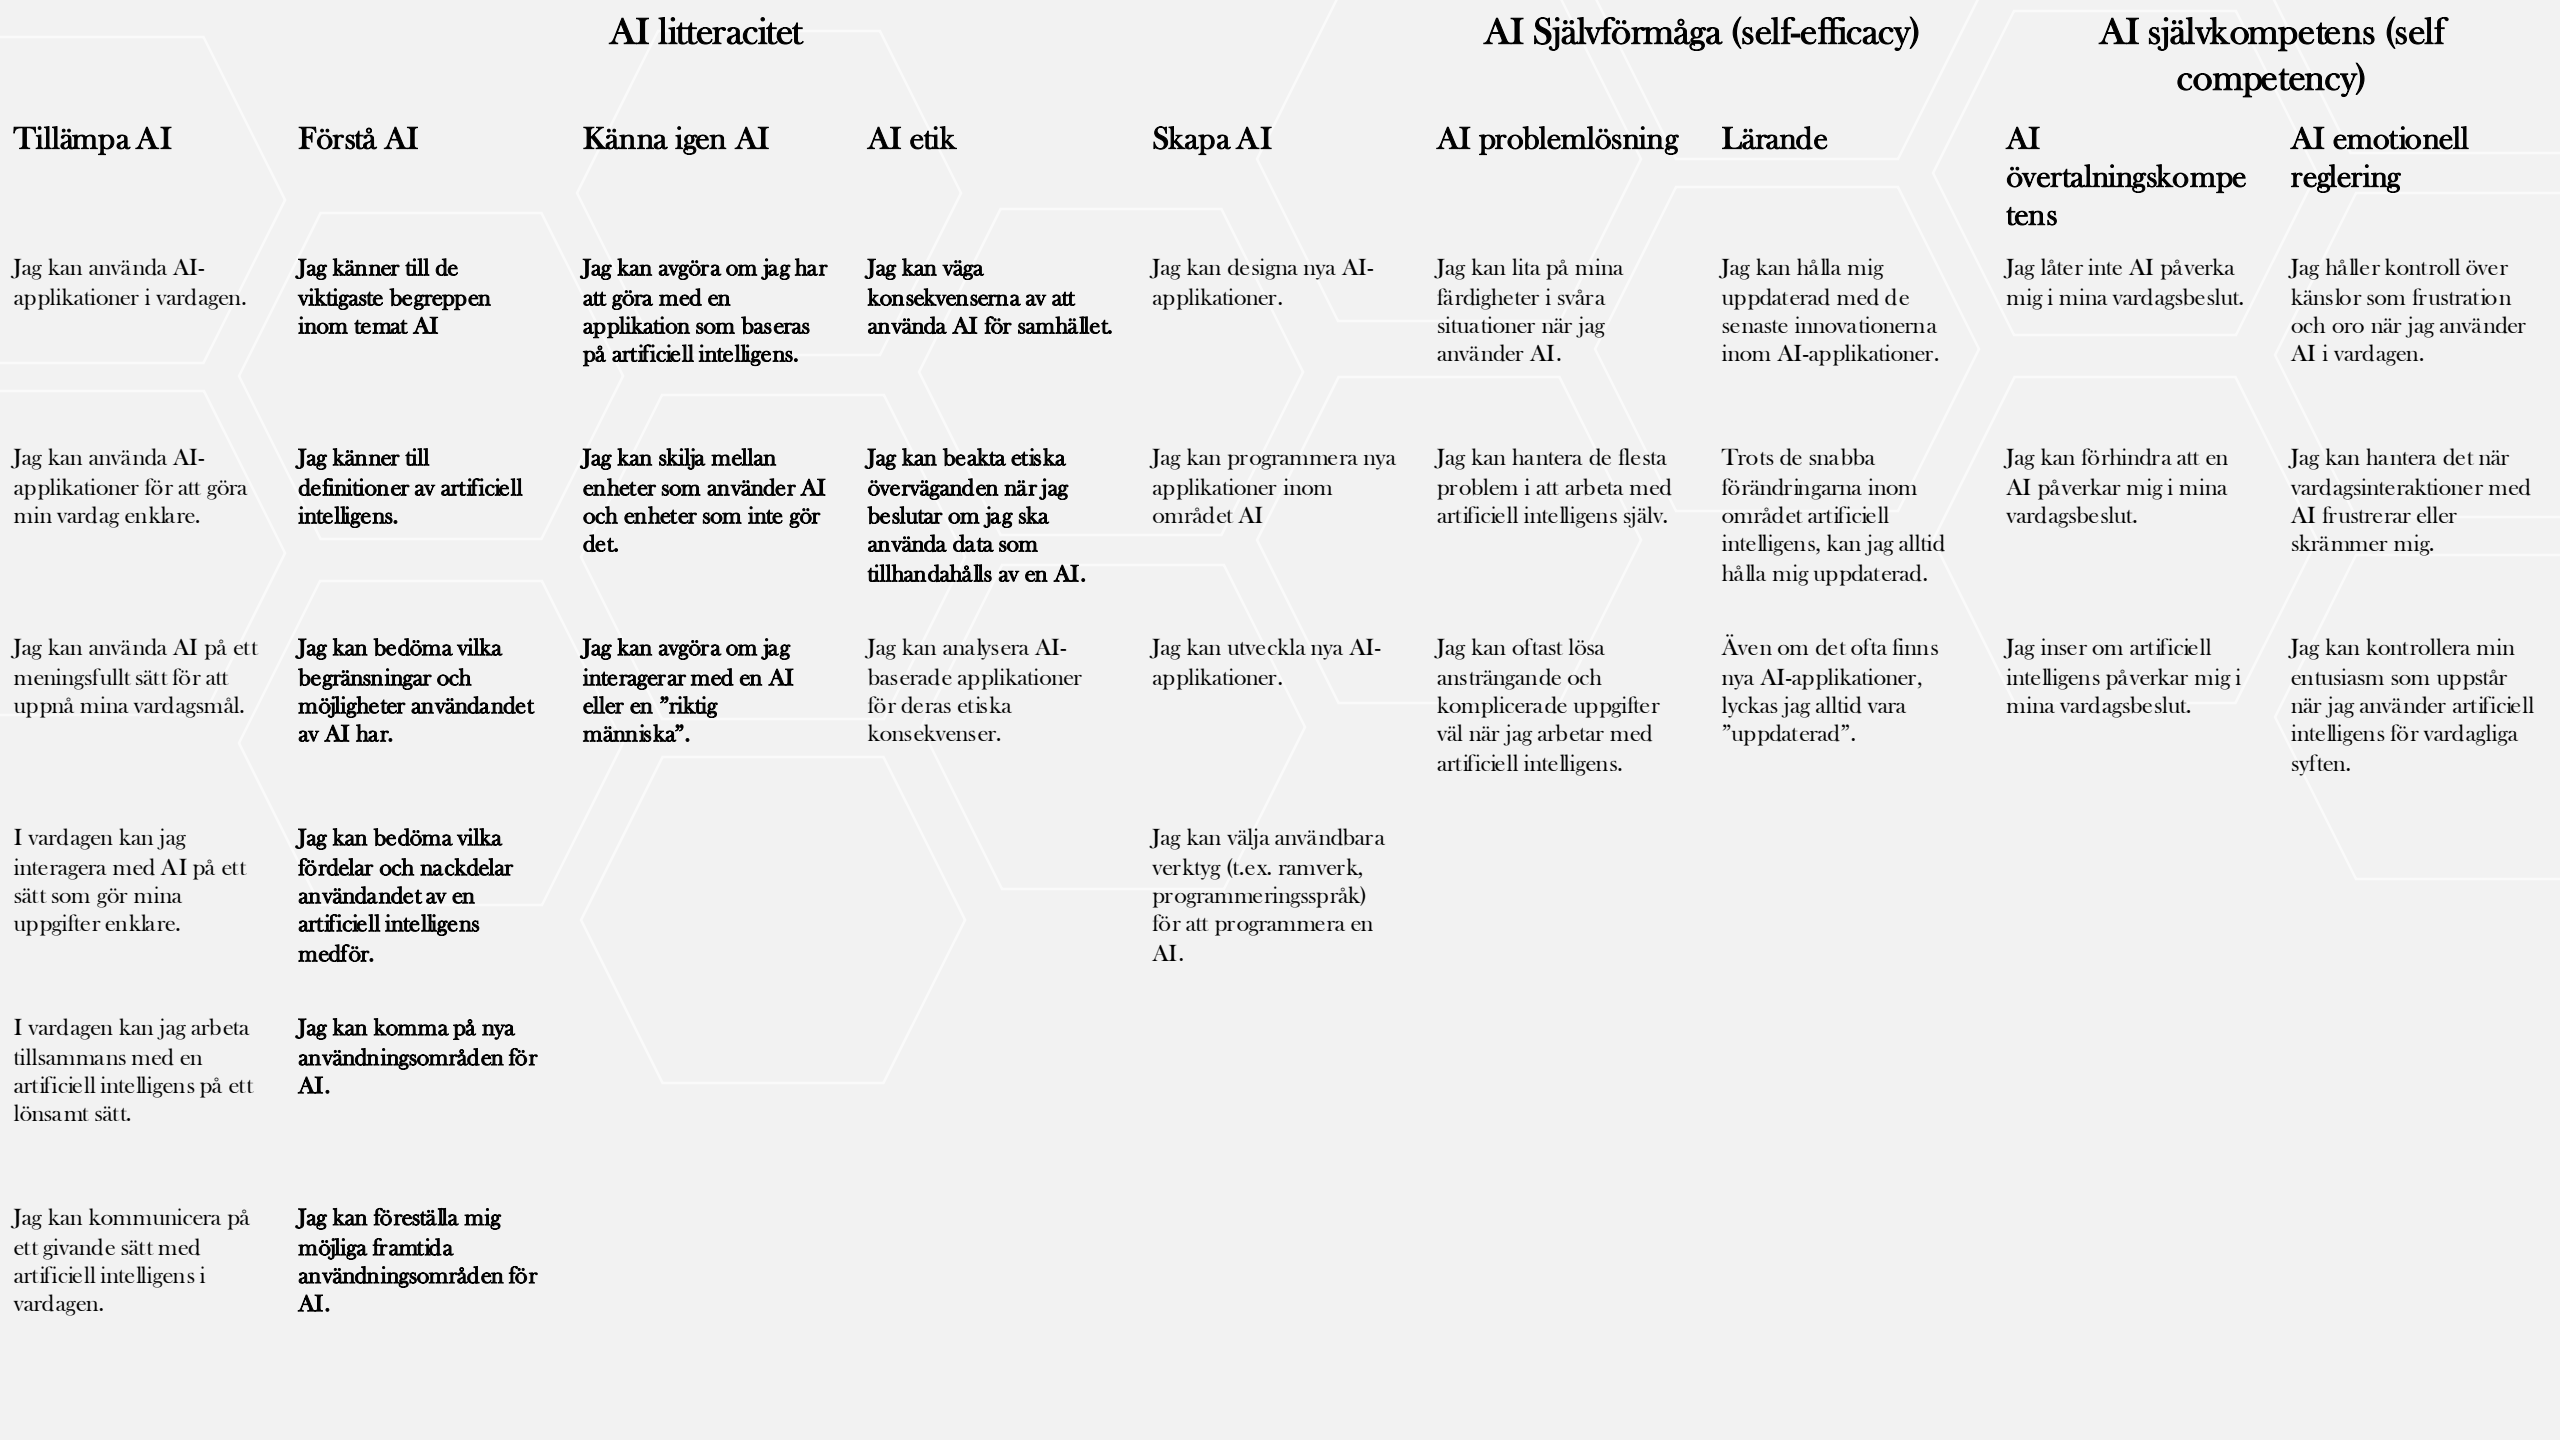 AI litteracitet
AI Självförmåga (self-efficacy)
AI självkompetens (self
competency)
Tillämpa AI
Förstå AI
Känna igen AI
AI etik
Skapa AI
AI problemlösning
Lärande
AI
övertalningskompe
tens
AI emotionell
reglering
Jag kan använda AI-
applikationer i vardagen.
Jag känner till de
viktigaste begreppen
inom temat AI
Jag kan avgöra om jag har
att göra med en
applikation som baseras
på artificiell intelligens.
Jag kan väga
konsekvenserna av att
använda AI för samhället.
Jag kan designa nya AI-
applikationer.
Jag kan lita på mina
färdigheter i svåra
situationer när jag
använder AI.
Jag kan hålla mig
uppdaterad med de
senaste innovationerna
inom AI-applikationer.
Jag låter inte AI påverka
mig i mina vardagsbeslut.
Jag håller kontroll över
känslor som frustration
och oro när jag använder
AI i vardagen.
Jag kan använda AI-
applikationer för att göra
min vardag enklare.
Jag känner till
definitioner av artificiell
intelligens.
Jag kan skilja mellan
enheter som använder AI
och enheter som inte gör
det.
Jag kan beakta etiska
överväganden när jag
beslutar om jag ska
använda data som
tillhandahålls av en AI.
Jag kan programmera nya
applikationer inom
området AI
Jag kan hantera de flesta
problem i att arbeta med
artificiell intelligens själv.
Trots de snabba
förändringarna inom
området artificiell
intelligens, kan jag alltid
hålla mig uppdaterad.
Jag kan förhindra att en
AI påverkar mig i mina
vardagsbeslut.
Jag kan hantera det när
vardagsinteraktioner med
AI frustrerar eller
skrämmer mig.
Jag kan använda AI på ett
meningsfullt sätt för att
uppnå mina vardagsmål.
Jag kan bedöma vilka
begränsningar och
möjligheter användandet
av AI har.
Jag kan avgöra om jag
interagerar med en AI
eller en ”riktig
människa”.
Jag kan analysera AI-
baserade applikationer
för deras etiska
konsekvenser.
Jag kan utveckla nya AI-
applikationer.
Jag kan oftast lösa
ansträngande och
komplicerade uppgifter
väl när jag arbetar med
artificiell intelligens.
Även om det ofta finns
nya AI-applikationer,
lyckas jag alltid vara
”uppdaterad”.
Jag inser om artificiell
intelligens påverkar mig i
mina vardagsbeslut.
Jag kan kontrollera min
entusiasm som uppstår
när jag använder artificiell
intelligens för vardagliga
syften.
I vardagen kan jag
interagera med AI på ett
sätt som gör mina
uppgifter enklare.
Jag kan bedöma vilka
fördelar och nackdelar
användandet av en
artificiell intelligens
medför.
Jag kan välja användbara
verktyg (t.ex. ramverk,
programmeringsspråk)
för att programmera en
AI.
I vardagen kan jag arbeta
tillsammans med en
artificiell intelligens på ett
lönsamt sätt.
Jag kan komma på nya
användningsområden för
AI.
Jag kan kommunicera på
ett givande sätt med
artificiell intelligens i
vardagen.
Jag kan föreställa mig
möjliga framtida
användningsområden för
AI.